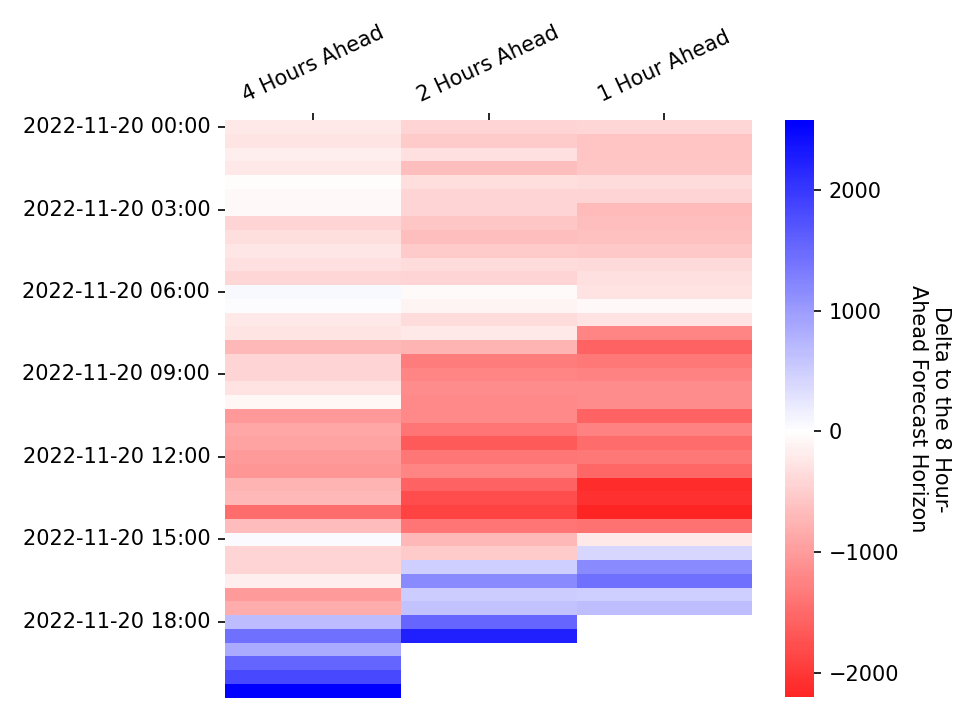 4 Hours Ahead
2 Hours Ahead
1 Hour Ahead
2022-11-20 00:00
2022-11-20 03:00
2022-11-20 06:00
2022-11-20 09:00
2022-11-20 12:00
2022-11-20 15:00
2022-11-20 18:00
2000
1000
0
−1000
−2000
Delta to the 8 Hour-
Ahead Forecast Horizon